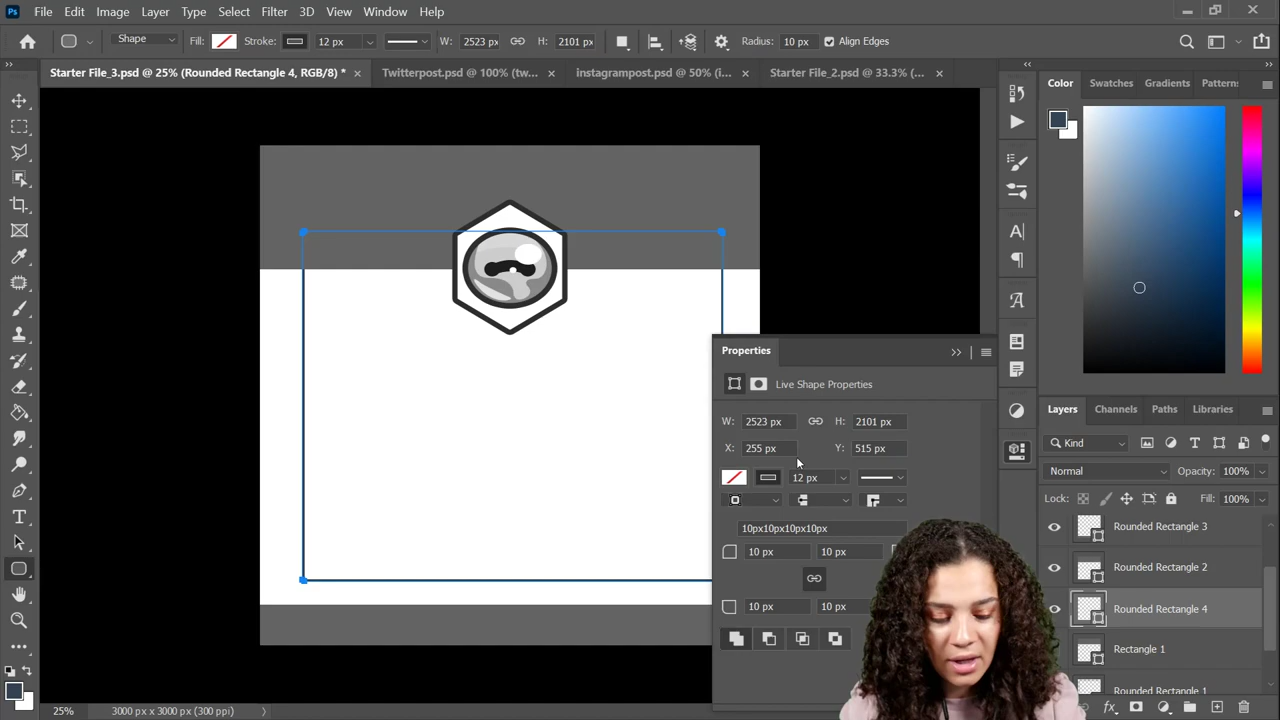 Ps File Edit Image Layer Type Select Filter 3D View Window Help
Shape Fill: Stroke: 12 px W: 2523 px H: 2101 px Radius: 10 px Align Edges
Starter File_3.psd @ 25% (Rounded Rectangle 4, RGB/8) * × Twitterpost.psd @ 100% (tw... × instagrampost.psd @ 50% (i... × Starter File_2.psd @ 33.3% (... ×
Color Swatches Gradients Patterns
Properties
Live Shape Properties
W: 2523 px H: 2101 px
X: 255 px Y: 515 px
12 px
10px10px10px10px
10 px 10 px
10 px 10 px
Layers Channels Paths Libraries
Kind
Normal Opacity: 100%
Lock: Fill: 100%
Rounded Rectangle 3
Rounded Rectangle 2
Rounded Rectangle 4
Rectangle 1
Rounded Rectangle 1
fx
25% 3000 px x 3000 px (300 ppi)